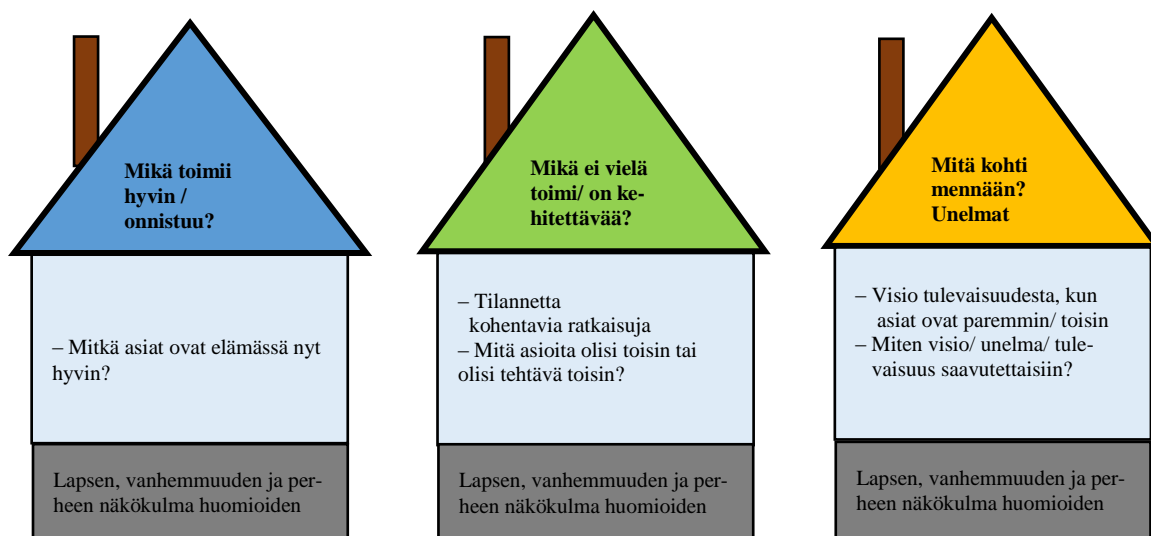 Mikä toimii
hyvin /
onnistuu?
– Mitkä asiat ovat elämässä nyt
hyvin?
Lapsen, vanhemmuuden ja per-
heen näkökulma huomioiden
Mikä ei vielä
toimi/ on ke-
hitettävää?
– Tilannetta
kohentavia ratkaisuja
– Mitä asioita olisi toisin tai
olisi tehtävä toisin?
Lapsen, vanhemmuuden ja per-
heen näkökulma huomioiden
Mitä kohti
mennään?
Unelmat
– Visio tulevaisuudesta, kun
asiat ovat paremmin/ toisin
– Miten visio/ unelma/ tule-
vaisuus saavutettaisiin?
Lapsen, vanhemmuuden ja per-
heen näkökulma huomioiden